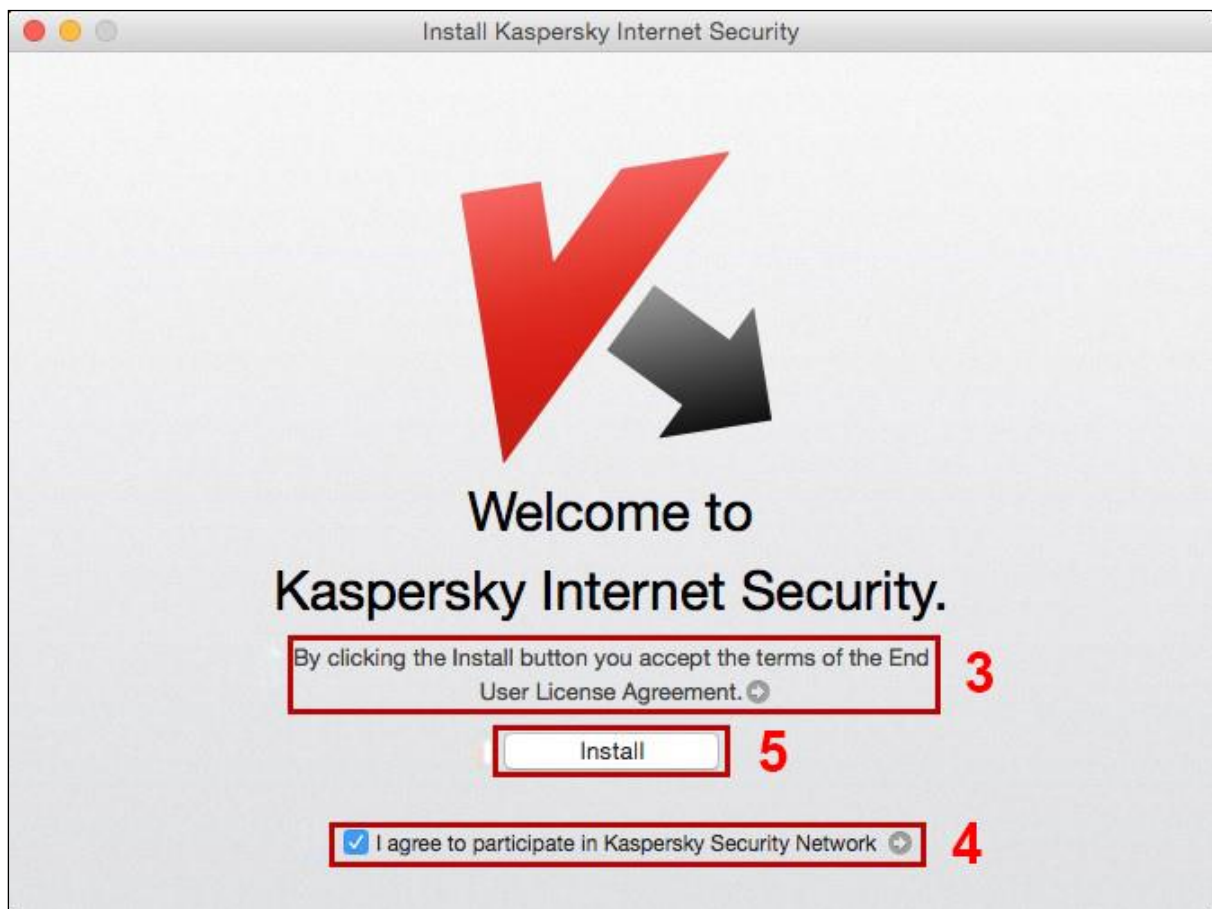 Install Kaspersky Internet Security
Welcome to
Kaspersky Internet Security.
By clicking the Install button you accept the terms of the End
User License Agreement.
3
Install
5
I agree to participate in Kaspersky Security Network
4